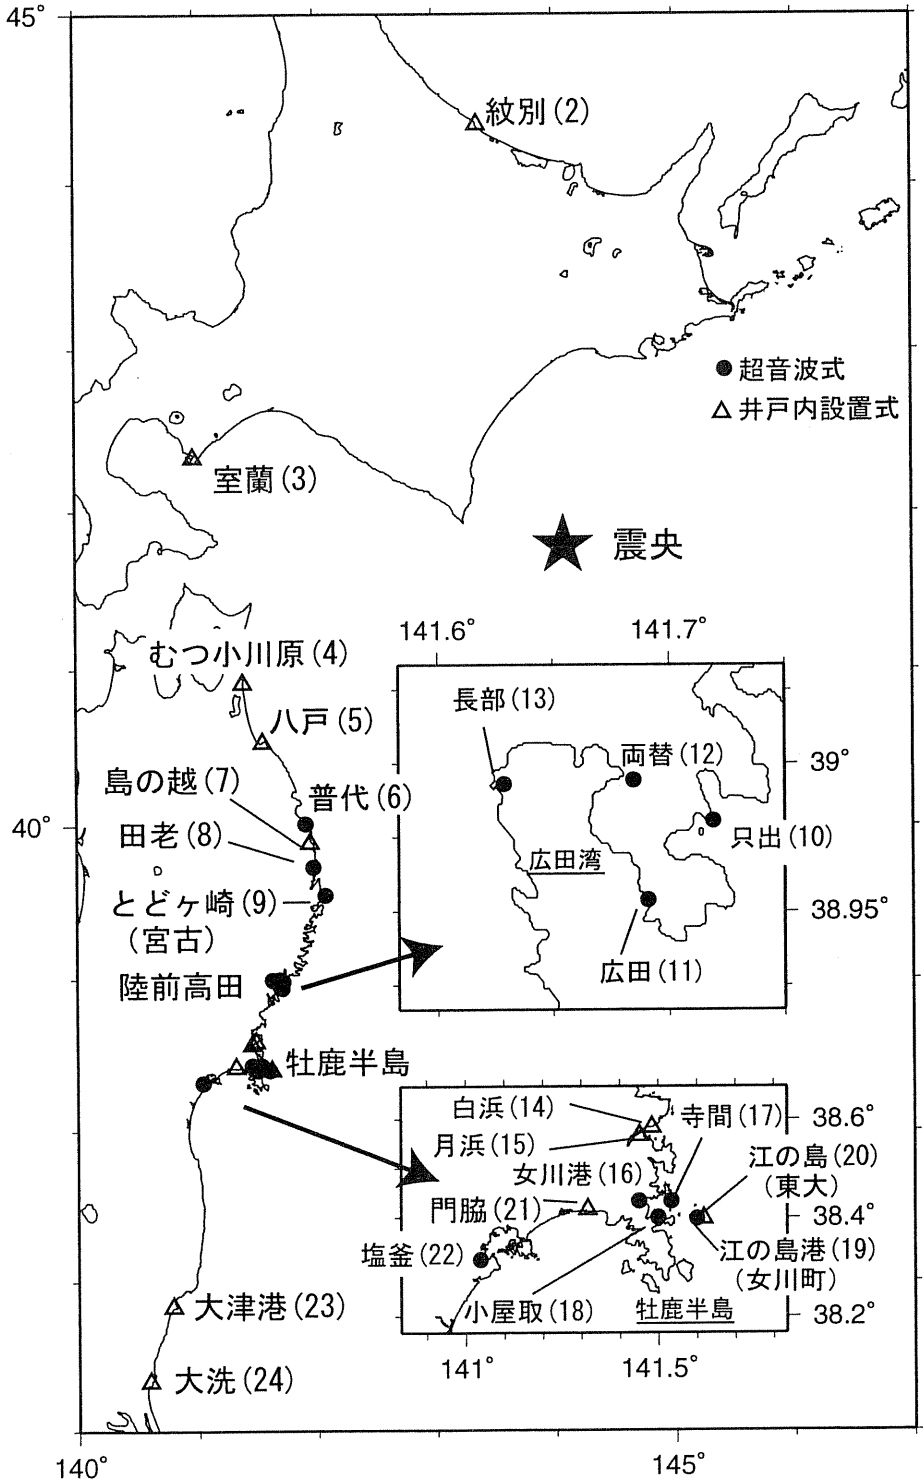 45°
紋別(2)
超音波式
井戸内設置式
室蘭(3)
震央
141.6°
141.7°
むつ小川原(4)
長部(13)
八戸(5)
両替(12)
39°
島の越(7)
普代(6)
40°
田老(8)
只出(10)
広田湾
とどヶ崎(9)
(宮古)
38.95°
広田(11)
陸前高田
牡鹿半島
白浜(14)
寺間(17)
38.6°
月浜(15)
女川港(16)
江の島(20)
(東大)
門脇(21)
38.4°
塩釜(22)
江の島港(19)
(女川町)
小屋取(18)
牡鹿半島
38.2°
大津港(23)
141°
141.5°
大洗(24)
140°
145°